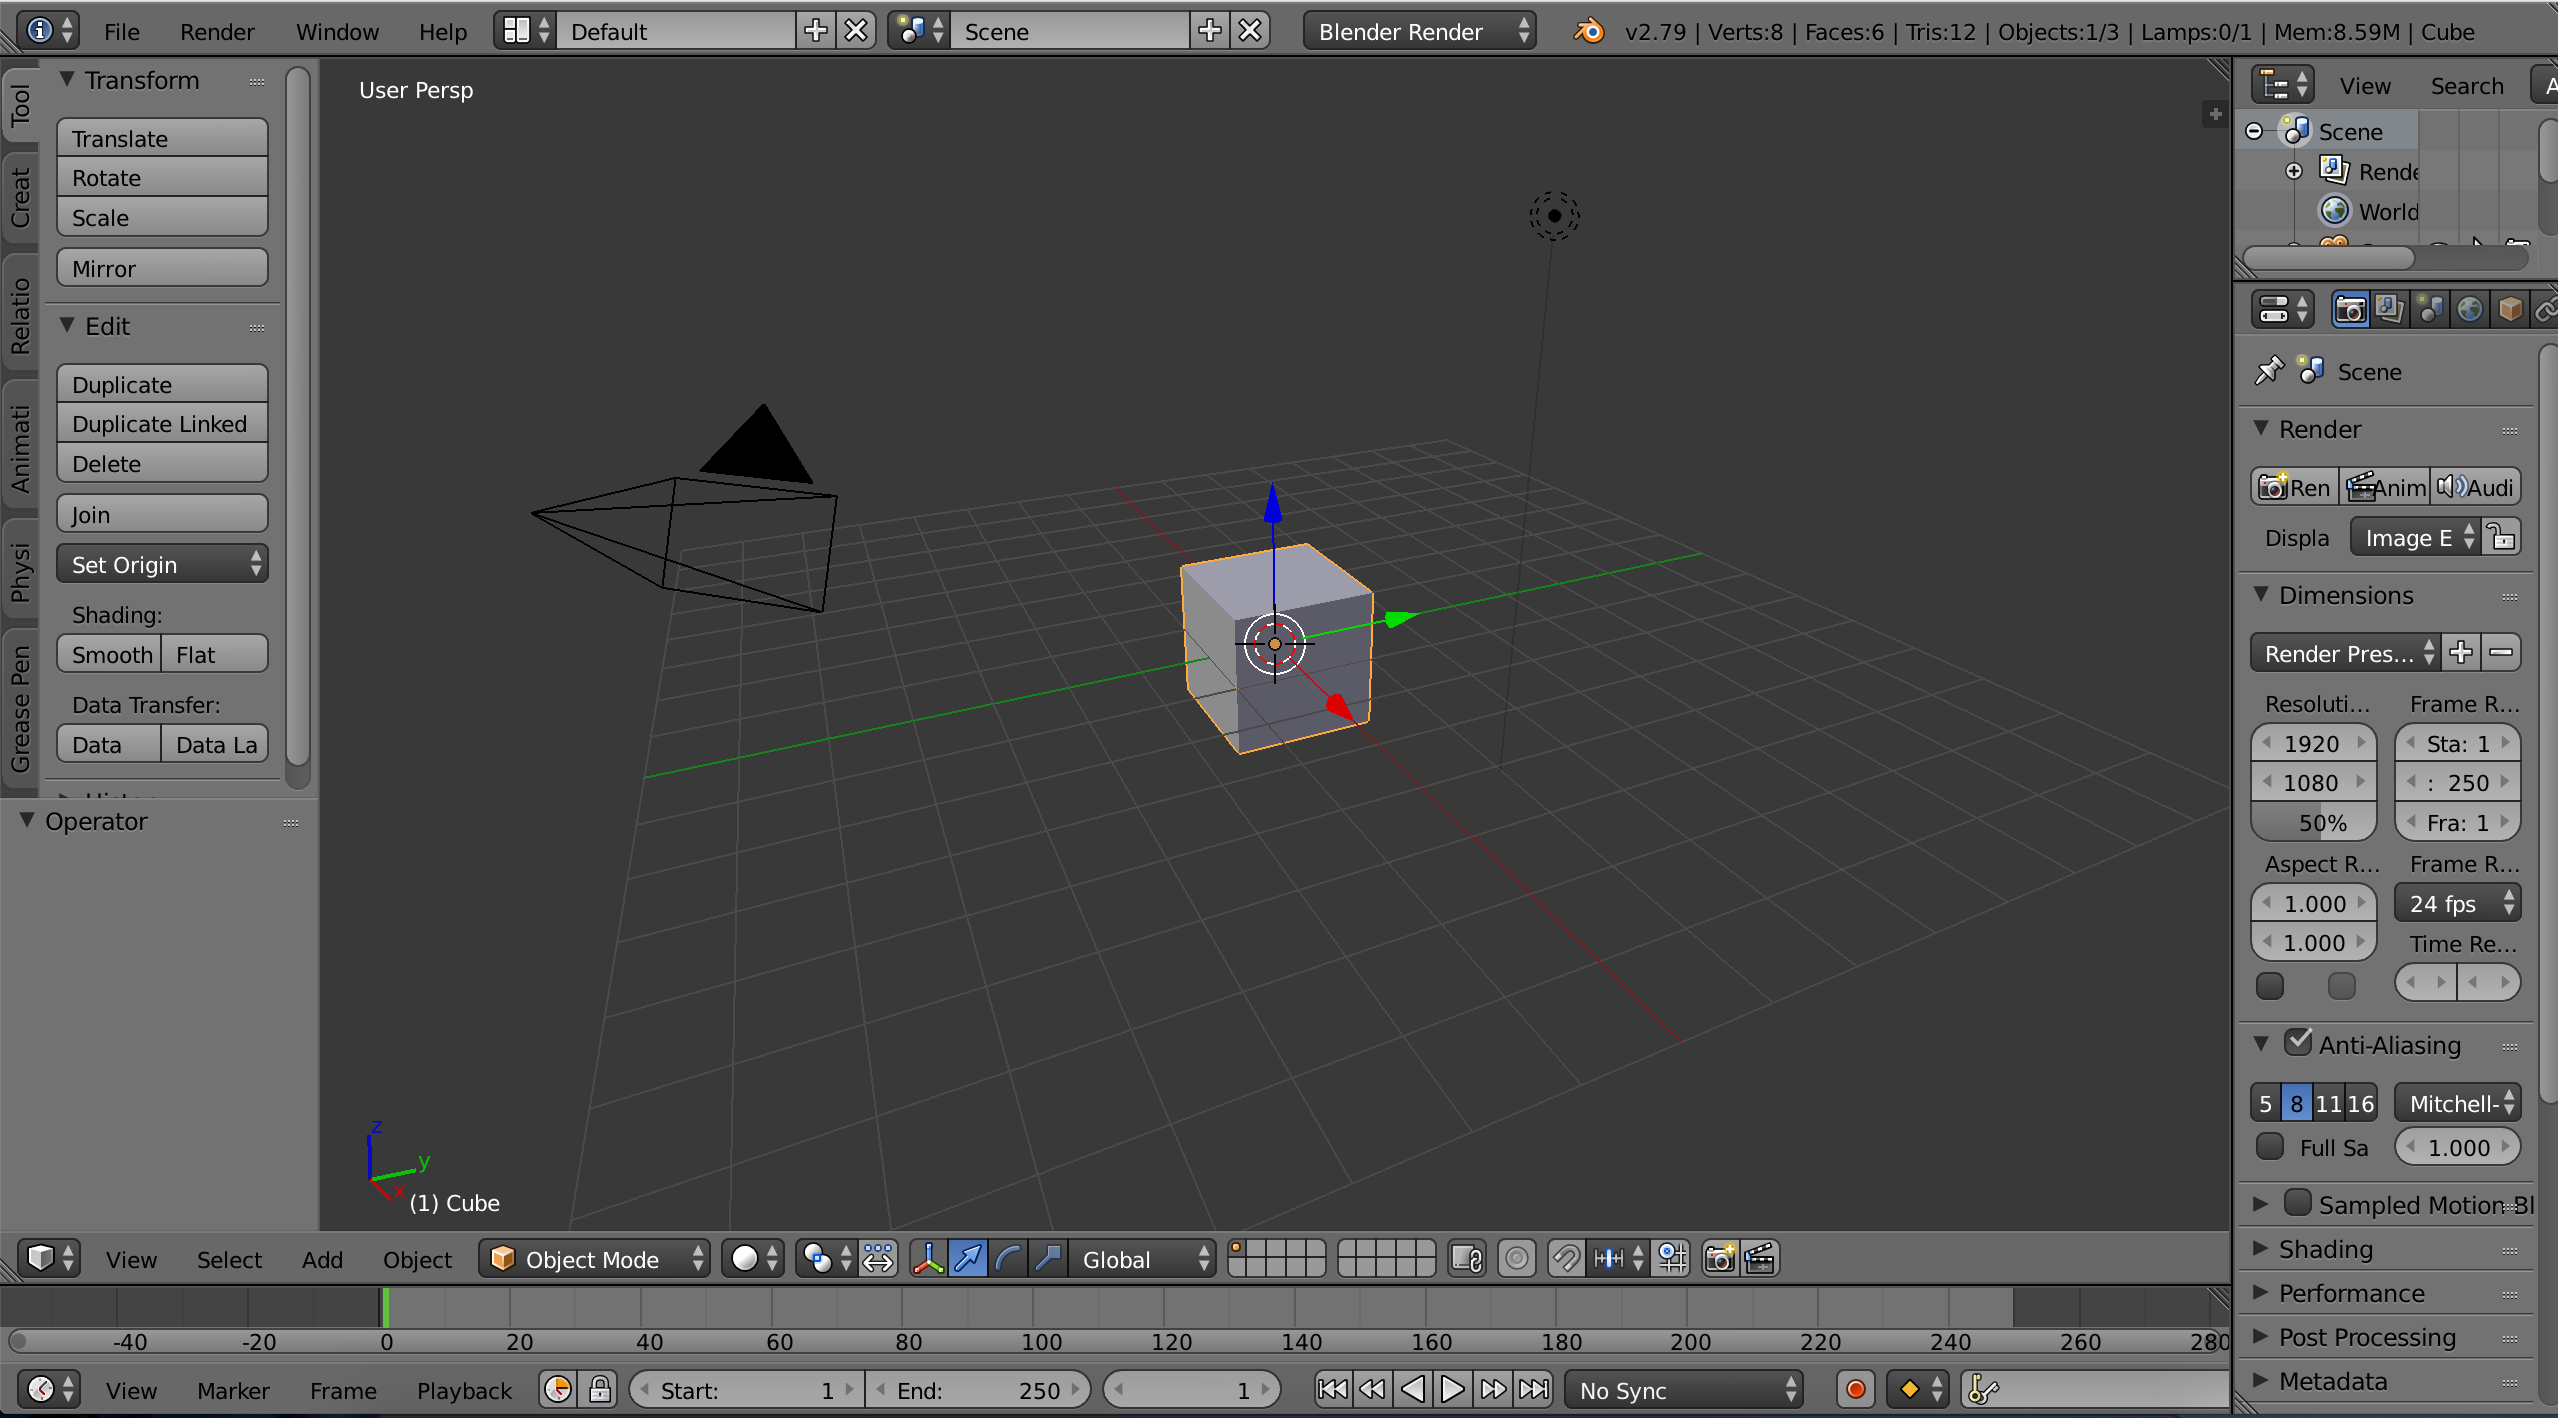 File Render Window Help Default Scene Blender Render v2.79 | Verts:8 | Faces:6 | Tris:12 | Objects:1/3 | Lamps:0/1 | Mem:8.59M | Cube
Tool
Creat
Relatio
Animati
Physi
Grease Pen
Transform
Translate
Rotate
Scale
Mirror
Edit
Duplicate
Duplicate Linked
Delete
Join
Set Origin
Shading:
Smooth Flat
Data Transfer:
Data Data La
Operator
User Persp
z
y
x
(1) Cube
View Select Add Object Object Mode Global
-40 -20 0 20 40 60 80 100 120 140 160 180 200 220 240 260 280
View Marker Frame Playback Start: 1 End: 250 1 No Sync
View Search A
Scene
Rende
World
Scene
Render
Ren Anim Audi
Displa Image E
Dimensions
Render Pres...
Resoluti... Frame R...
1920 Sta: 1
1080 : 250
50% Fra: 1
Aspect R... Frame R...
1.000 24 fps
1.000 Time Re...
Anti-Aliasing
5 8 11 16 Mitchell-
Full Sa 1.000
Sampled Motion Bl
Shading
Performance
Post Processing
Metadata